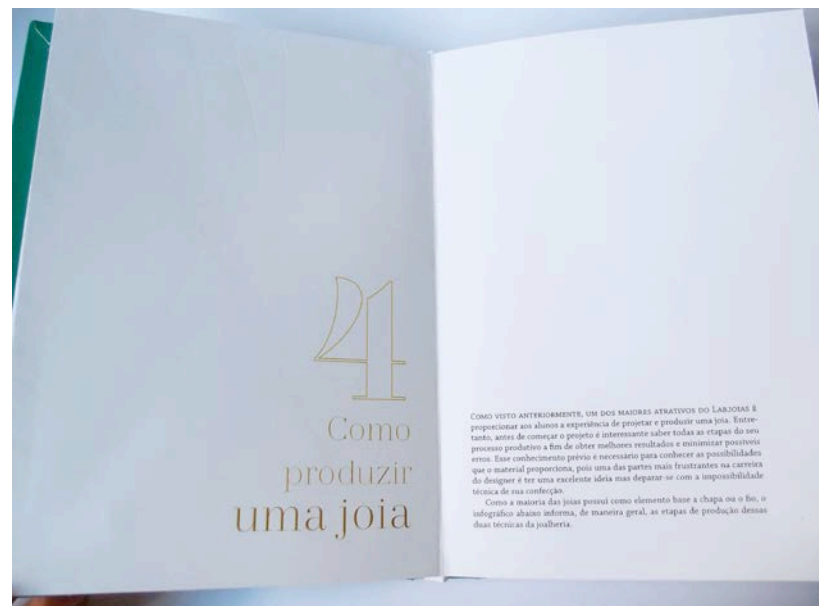 4
Como
produzir
uma joia
Como visto anteriormente, um dos maiores atrativos do Labjoias é
proporcionar aos alunos a experiência de projetar e produzir uma joia. Entre-
tanto, antes de começar o projeto é interessante saber todas as etapas do seu
processo produtivo a fim de obter melhores resultados e minimizar possíveis
erros. Esse conhecimento prévio é necessário para conhecer as possibilidades
que o material proporciona, pois uma das partes mais frustrantes na carreira
do designer é ter uma excelente ideia mas deparar-se com a impossibilidade
técnica de sua confecção.
Como a maioria das joias possui como elemento base a chapa ou o fio, o
infográfico abaixo informa, de maneira geral, as etapas de produção dessas
duas técnicas da joalheria.